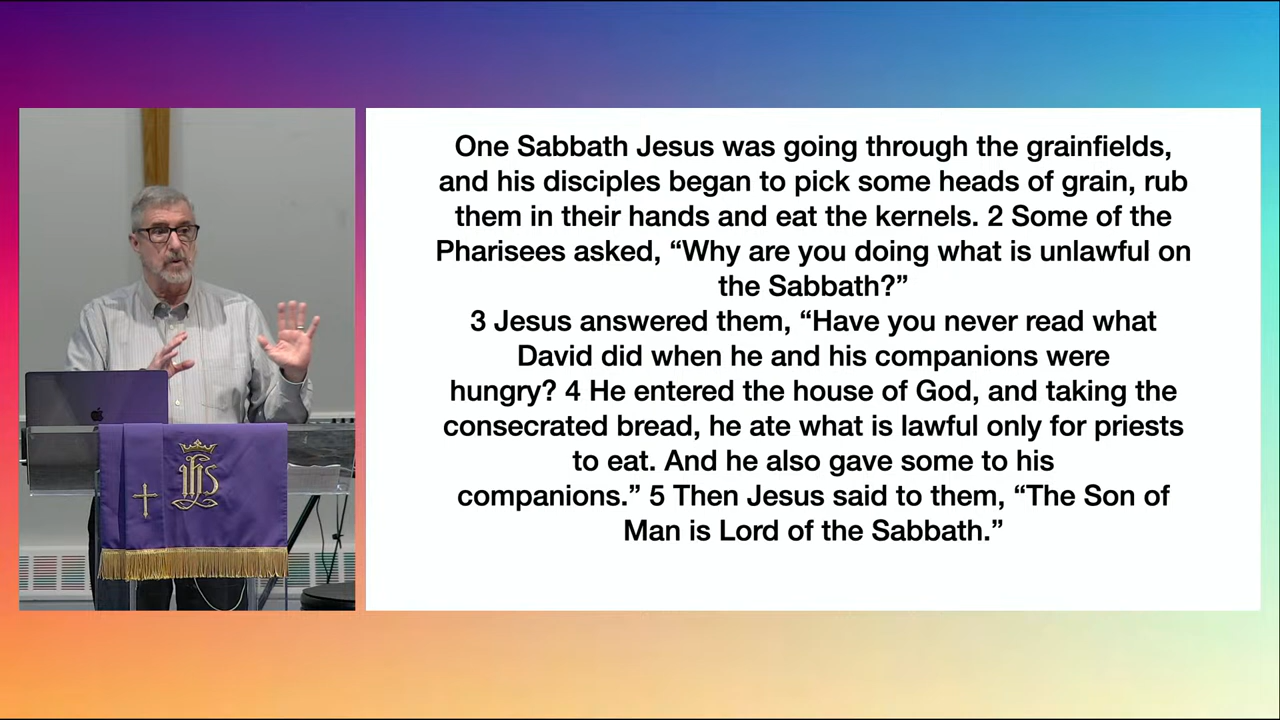 One Sabbath Jesus was going through the grainfields,
and his disciples began to pick some heads of grain, rub
them in their hands and eat the kernels. 2 Some of the
Pharisees asked, “Why are you doing what is unlawful on
the Sabbath?”
3 Jesus answered them, “Have you never read what
David did when he and his companions were
hungry? 4 He entered the house of God, and taking the
consecrated bread, he ate what is lawful only for priests
to eat. And he also gave some to his
companions.” 5 Then Jesus said to them, “The Son of
Man is Lord of the Sabbath.”
ihs